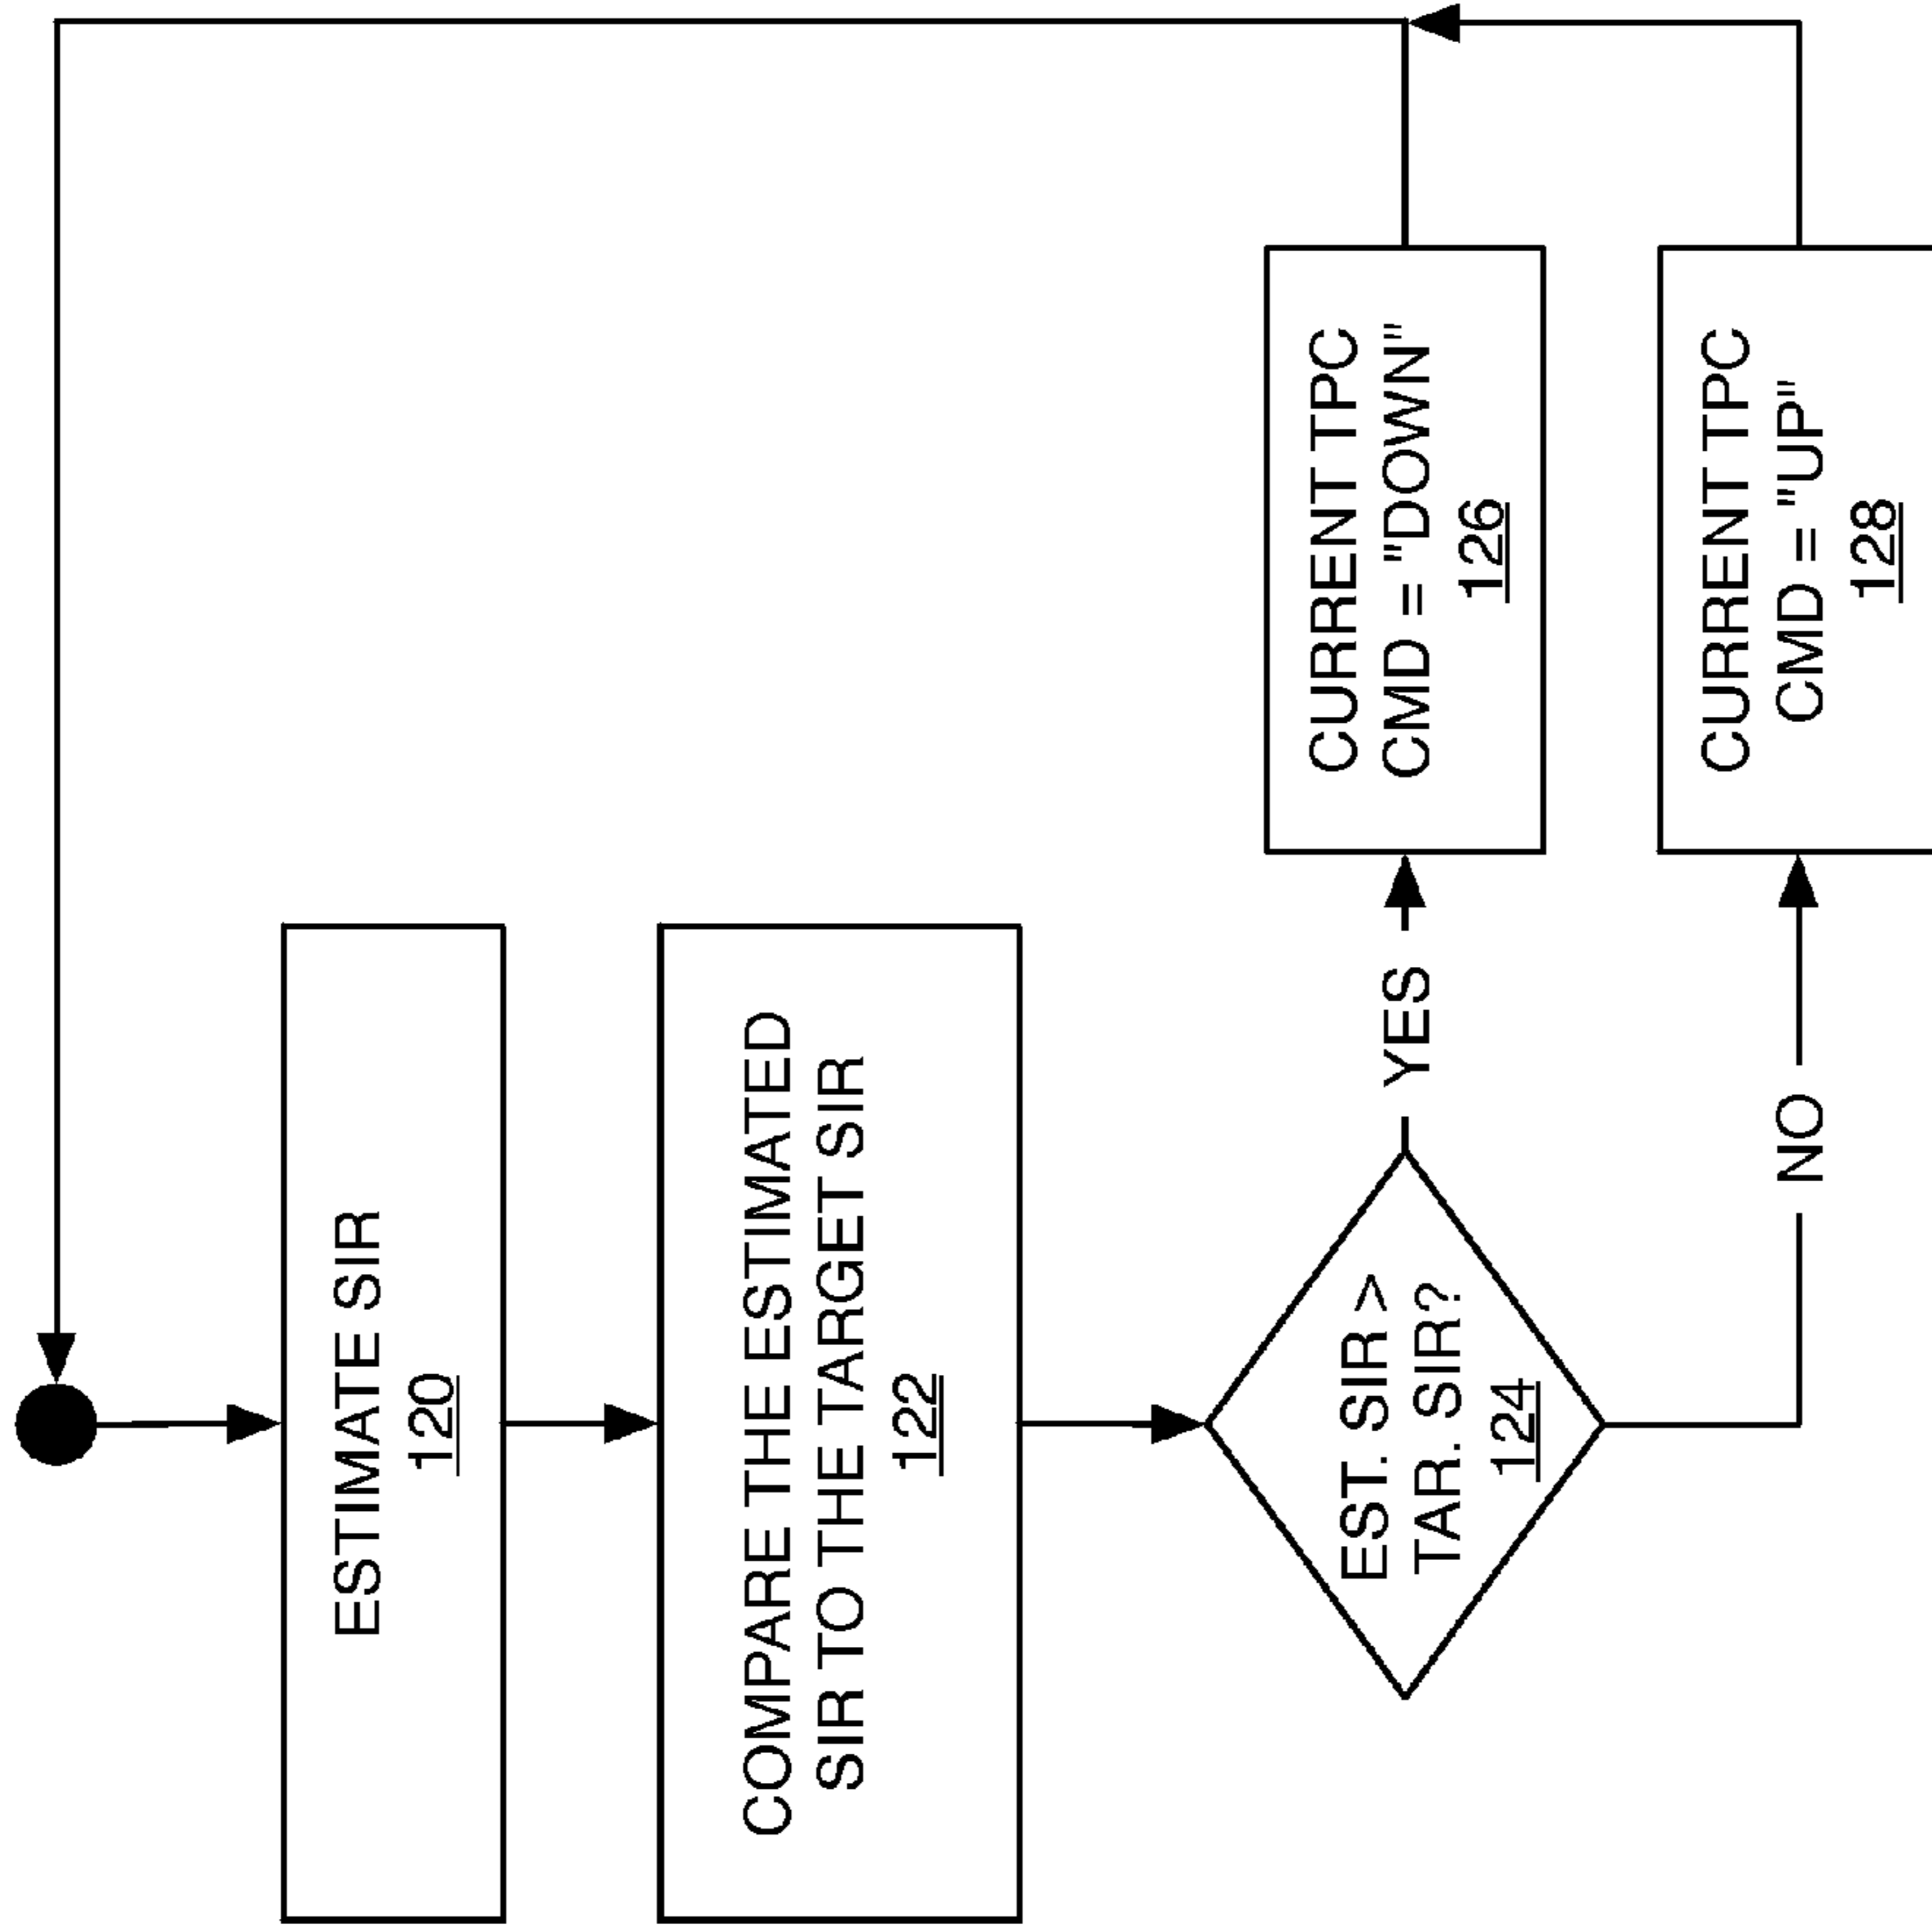 ESTIMATE SIR
120
COMPARE THE ESTIMATED
SIR TO THE TARGET SIR
122
EST. SIR >
TAR. SIR?
124
YES
CURRENT TPC
CMD = "DOWN"
126
NO
CURRENT TPC
CMD = "UP"
128